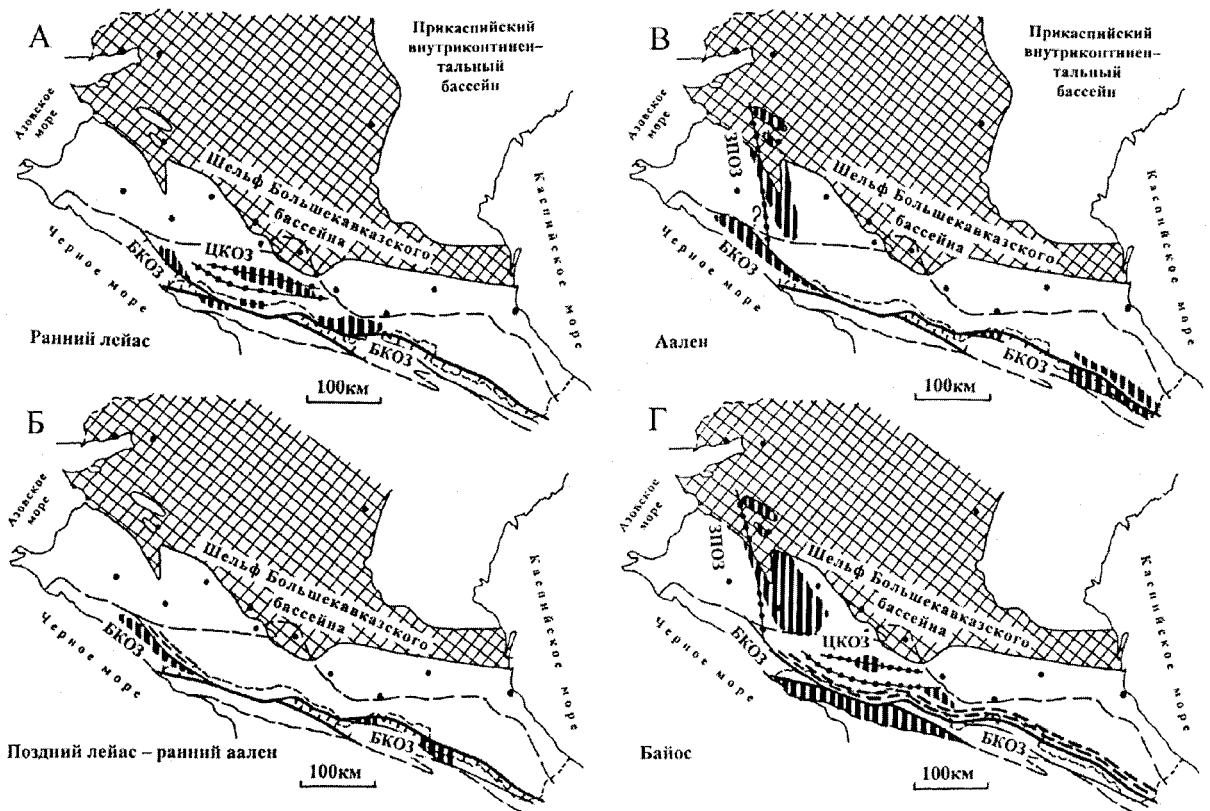 А
Прикаспийский
внутриконтинен-
тальный
бассейн
Азовское
море
Шельф Большекавказского
бассейна
Каспийское море
ЦКОЗ
БКОЗ
Черное море
БКОЗ
Ранний лейас
100км
В
Прикаспийский
внутриконтинен-
тальный
бассейн
Азовское
море
ЗПОЗ
?
Шельф Большекавказского
бассейна
Каспийское море
БКОЗ
Черное море
БКОЗ
Аален
100км
Б
Азовское
море
Шельф Большекавказского
бассейна
Каспийское море
БКОЗ
Черное море
БКОЗ
Поздний лейас – ранний аален
100км
Г
Азовское
море
ЗПОЗ
Шельф Большекавказского
бассейна
Каспийское море
ЦКОЗ
БКОЗ
Черное море
БКОЗ
Байос
100км